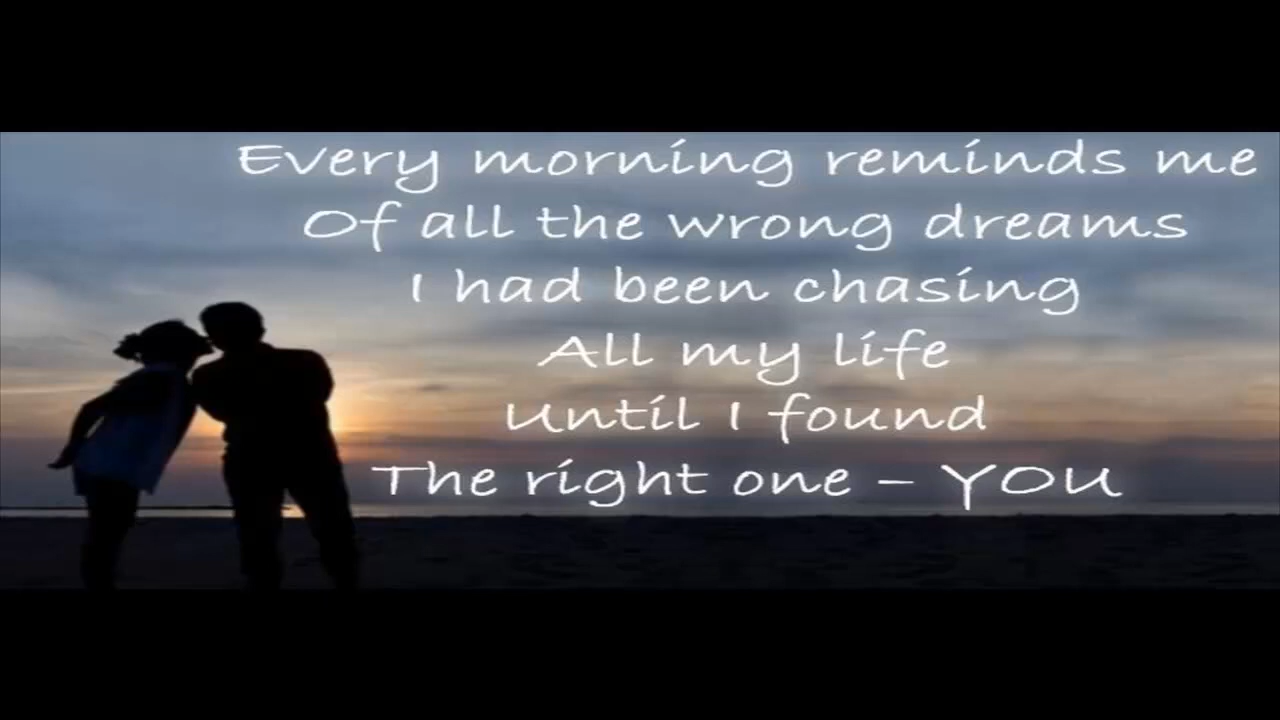 Every morning reminds me
Of all the wrong dreams
I had been chasing
All my life
Until I found
The right one – YOU